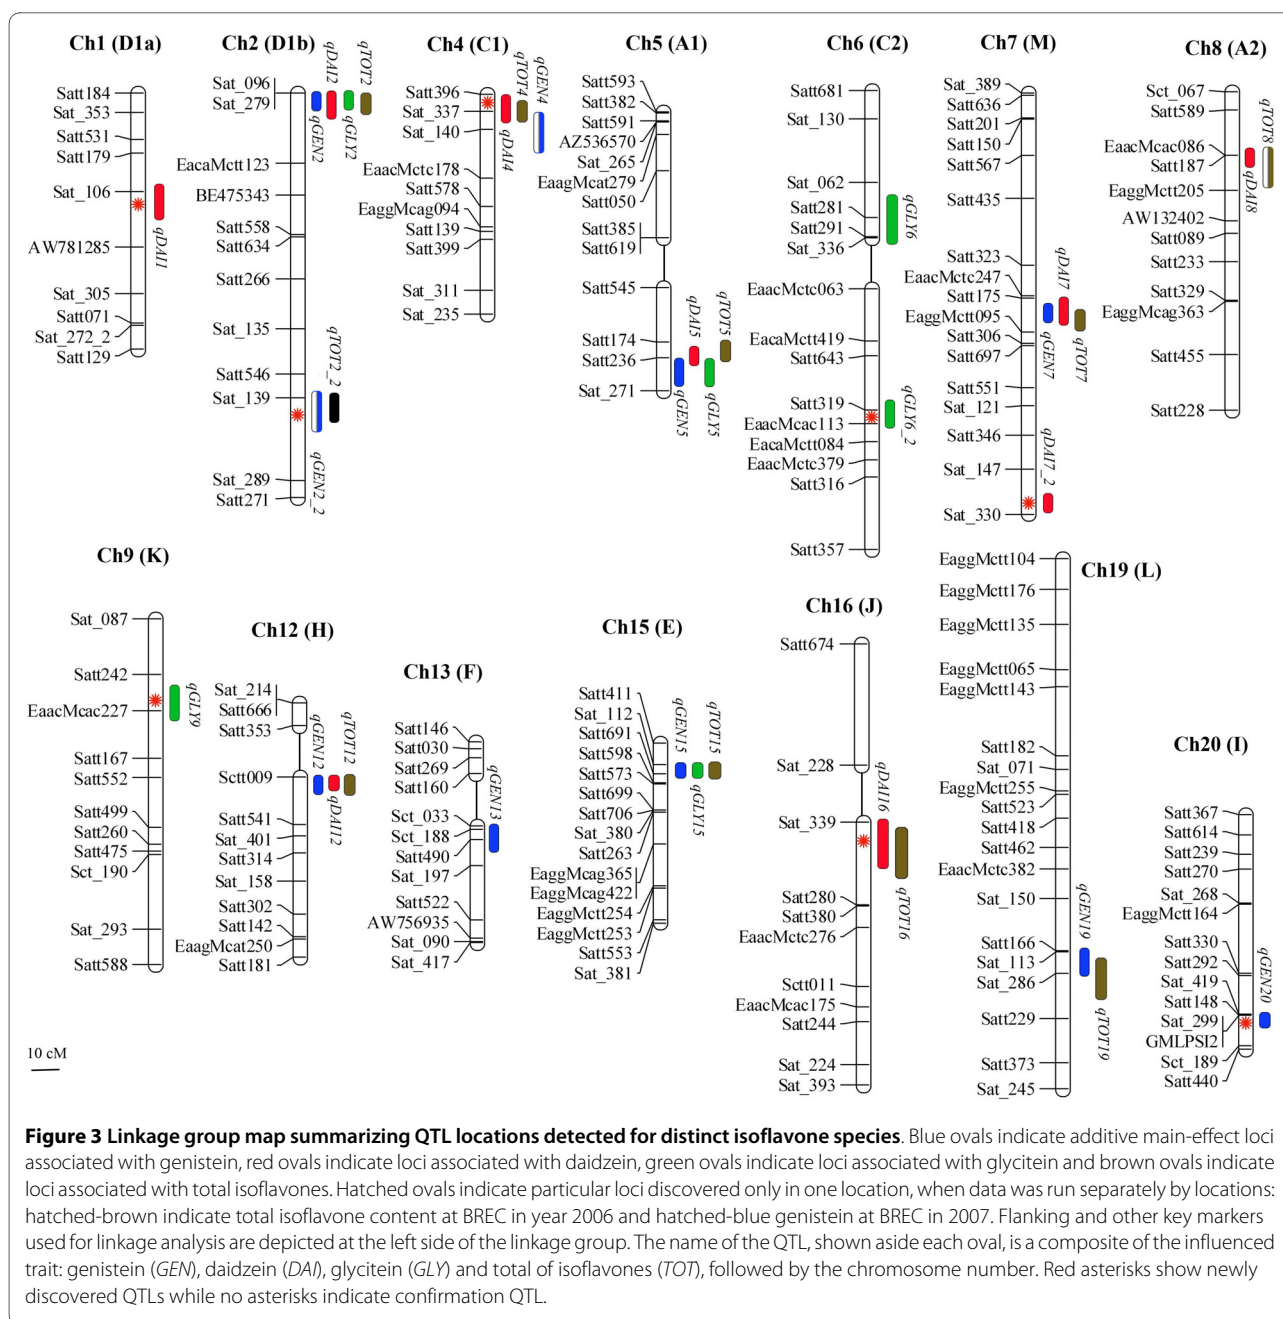 Ch1 (D1a)
Satt184
Sat_353
Satt531
Satt179
Sat_106
AW781285
Sat_305
Satt071
Sat_272_2
Satt129
qDAI1
Ch2 (D1b)
Sat_096
Sat_279
EacaMctt123
BE475343
Satt558
Satt634
Satt266
Sat_135
Satt546
Sat_139
Sat_289
Satt271
qGEN2
qDAI2
qGLY2
qTOT2
qGEN2_2
qTOT2_2
Ch4 (C1)
Satt396
Sat_337
Sat_140
EaacMctc178
Satt578
EaggMcag094
Satt139
Satt399
Sat_311
Sat_235
qDAI4
qTOT4
qGEN4
Ch5 (A1)
Satt593
Satt382
Satt591
AZ536570
Sat_265
EaagMcat279
Satt050
Satt385
Satt619
Satt545
Satt174
Satt236
Sat_271
qGEN5
qDAI5
qGLY5
qTOT5
Ch6 (C2)
Satt681
Sat_130
Sat_062
Satt281
Satt291
Sat_336
EaacMctc063
EacaMctt419
Satt643
Satt319
EaacMcac113
EacaMctt084
EaacMctc379
Satt316
Satt357
qGLY6
qGLY6_2
Ch7 (M)
Sat_389
Satt636
Satt201
Satt150
Satt567
Satt435
Satt323
EaacMctc247
Satt175
EaggMctt095
Satt306
Satt697
Satt551
Sat_121
Satt346
Sat_147
Sat_330
qGEN7
qDAI7
qTOT7
qDAI7_2
Ch8 (A2)
Sct_067
Satt589
EaacMcac086
Satt187
EaggMctt205
AW132402
Satt089
Satt233
Satt329
EaggMcag363
Satt455
Satt228
qDAI8
qTOT8
Ch9 (K)
Sat_087
Satt242
EaacMcac227
Satt167
Satt552
Satt499
Satt260
Satt475
Sct_190
Sat_293
Satt588
qGLY9
Ch12 (H)
Sat_214
Satt666
Satt353
Sctt009
Satt541
Sat_401
Satt314
Sat_158
Satt302
Satt142
EaagMcat250
Satt181
qGEN12
qDAI12
qTOT12
Ch13 (F)
Satt146
Satt030
Satt269
Satt160
Sct_033
Sct_188
Satt490
Sat_197
Satt522
AW756935
Sat_090
Sat_417
qGEN13
Ch15 (E)
Satt411
Sat_112
Satt691
Satt598
Satt573
Satt699
Satt706
Sat_380
Satt263
EaggMcag365
EaggMcag422
EaggMctt254
EaggMctt253
Satt553
Sat_381
qGEN15
qGLY15
qTOT15
Ch16 (J)
Satt674
Sat_228
Sat_339
Satt280
Satt380
EaacMctc276
Sctt011
EaacMcac175
Satt244
Sat_224
Sat_393
qDAI16
qTOT16
Ch19 (L)
EaggMctt104
EaggMctt176
EaggMctt135
EaggMctt065
EaggMctt143
Satt182
Sat_071
EaggMctt255
Satt523
Satt418
Satt462
EaacMctc382
Sat_150
Satt166
Sat_113
Sat_286
Satt229
Satt373
Sat_245
qGEN19
qTOT19
Ch20 (I)
Satt367
Satt614
Satt239
Satt270
Sat_268
EaggMctt164
Satt330
Satt292
Sat_419
Satt148
Sat_299
GMLPSI2
Sct_189
Satt440
qGEN20
10 cM
Figure 3 Linkage group map summarizing QTL locations detected for distinct isoflavone species. Blue ovals indicate additive main-effect loci
associated with genistein, red ovals indicate loci associated with daidzein, green ovals indicate loci associated with glycitein and brown ovals indicate
loci associated with total isoflavones. Hatched ovals indicate particular loci discovered only in one location, when data was run separately by locations:
hatched-brown indicate total isoflavone content at BREC in year 2006 and hatched-blue genistein at BREC in 2007. Flanking and other key markers
used for linkage analysis are depicted at the left side of the linkage group. The name of the QTL, shown aside each oval, is a composite of the influenced
trait: genistein (GEN), daidzein (DAI), glycitein (GLY) and total of isoflavones (TOT), followed by the chromosome number. Red asterisks show newly
discovered QTLs while no asterisks indicate confirmation QTL.